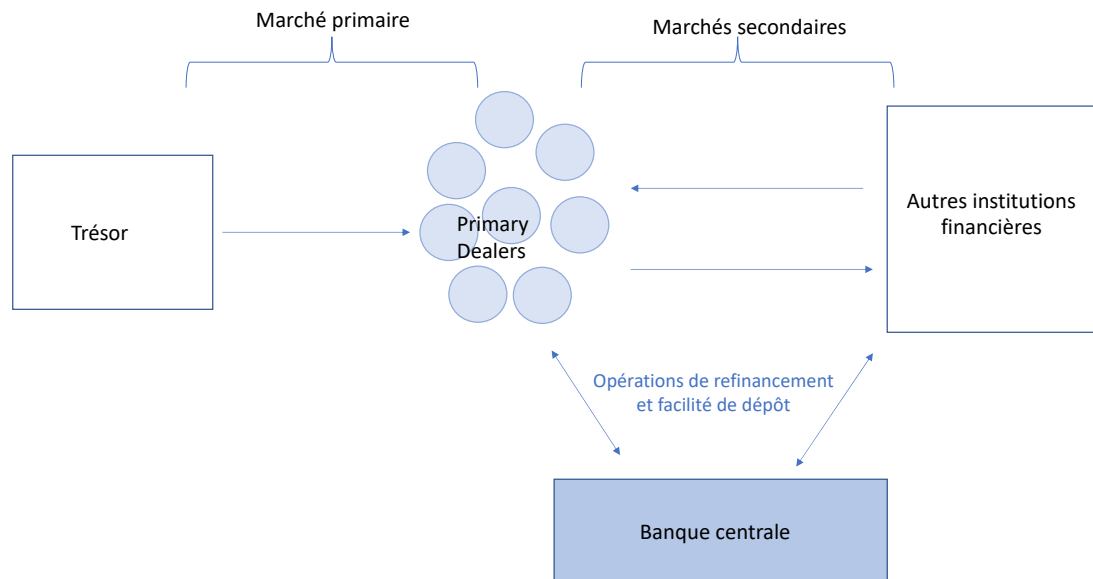 Marché primaire
Marchés secondaires
Trésor
Primary
Dealers
Autres institutions
financières
Opérations de refinancement
et facilité de dépôt
Banque centrale